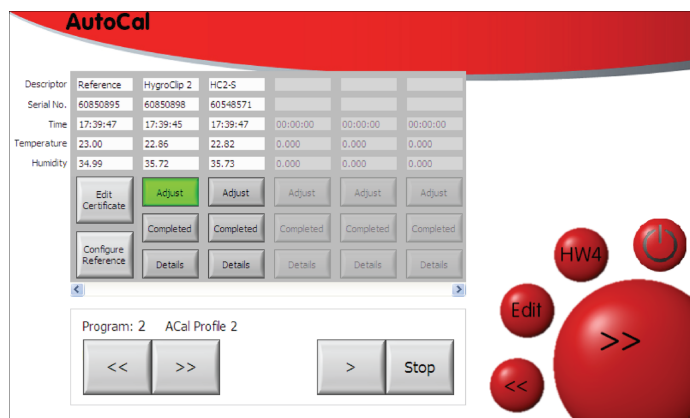 AutoCal
Descriptor Reference HygroClip 2 HC2-S
Serial No. 60850895 60850898 60548571
Time 17:39:47 17:39:45 17:39:47 00:00:00 00:00:00 00:00:00
Temperature 23.00 22.86 22.82 0.000 0.000 0.000
Humidity 34.99 35.72 35.73 0.000 0.000 0.000
Edit Certificate Adjust Adjust Adjust Adjust Adjust
Completed Completed Completed Completed Completed
Configure Reference Details Details Details Details Details
HW4
Edit
Program: 2 ACal Profile 2
<< >> > Stop
>>
<<